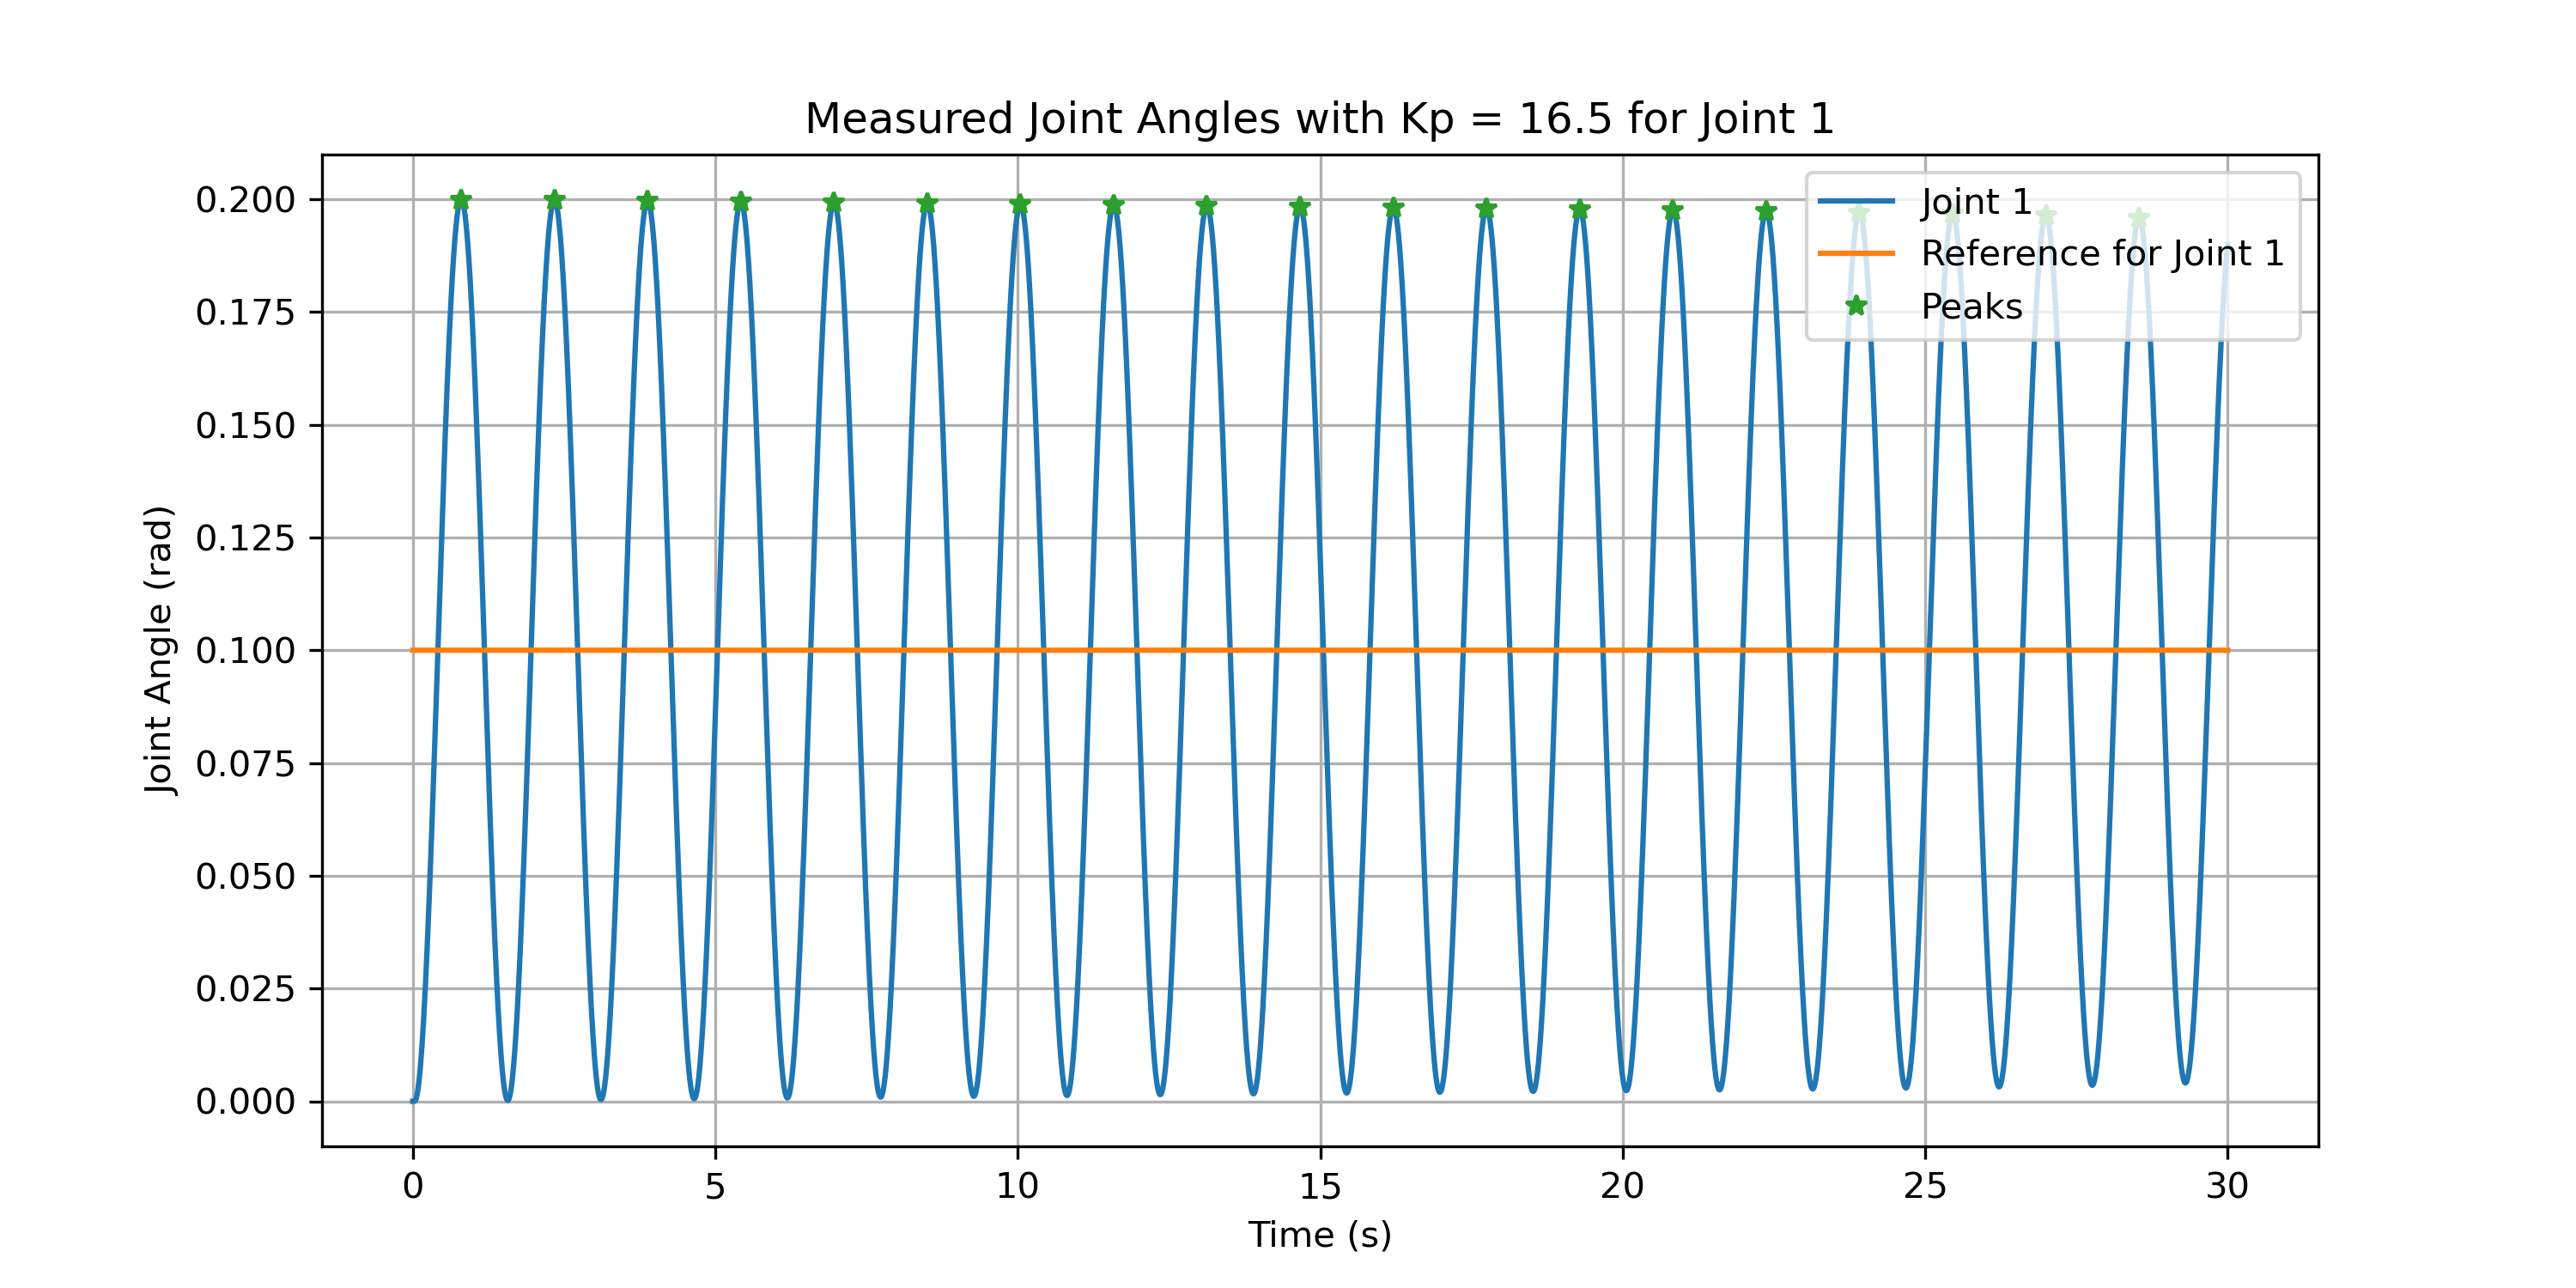 Measured Joint Angles with Kp = 16.5 for Joint 1
Joint 1
Reference for Joint 1
Peaks
Joint Angle (rad)
0.200
0.175
0.150
0.125
0.100
0.075
0.050
0.025
0.000
0 5 10 15 20 25 30
Time (s)